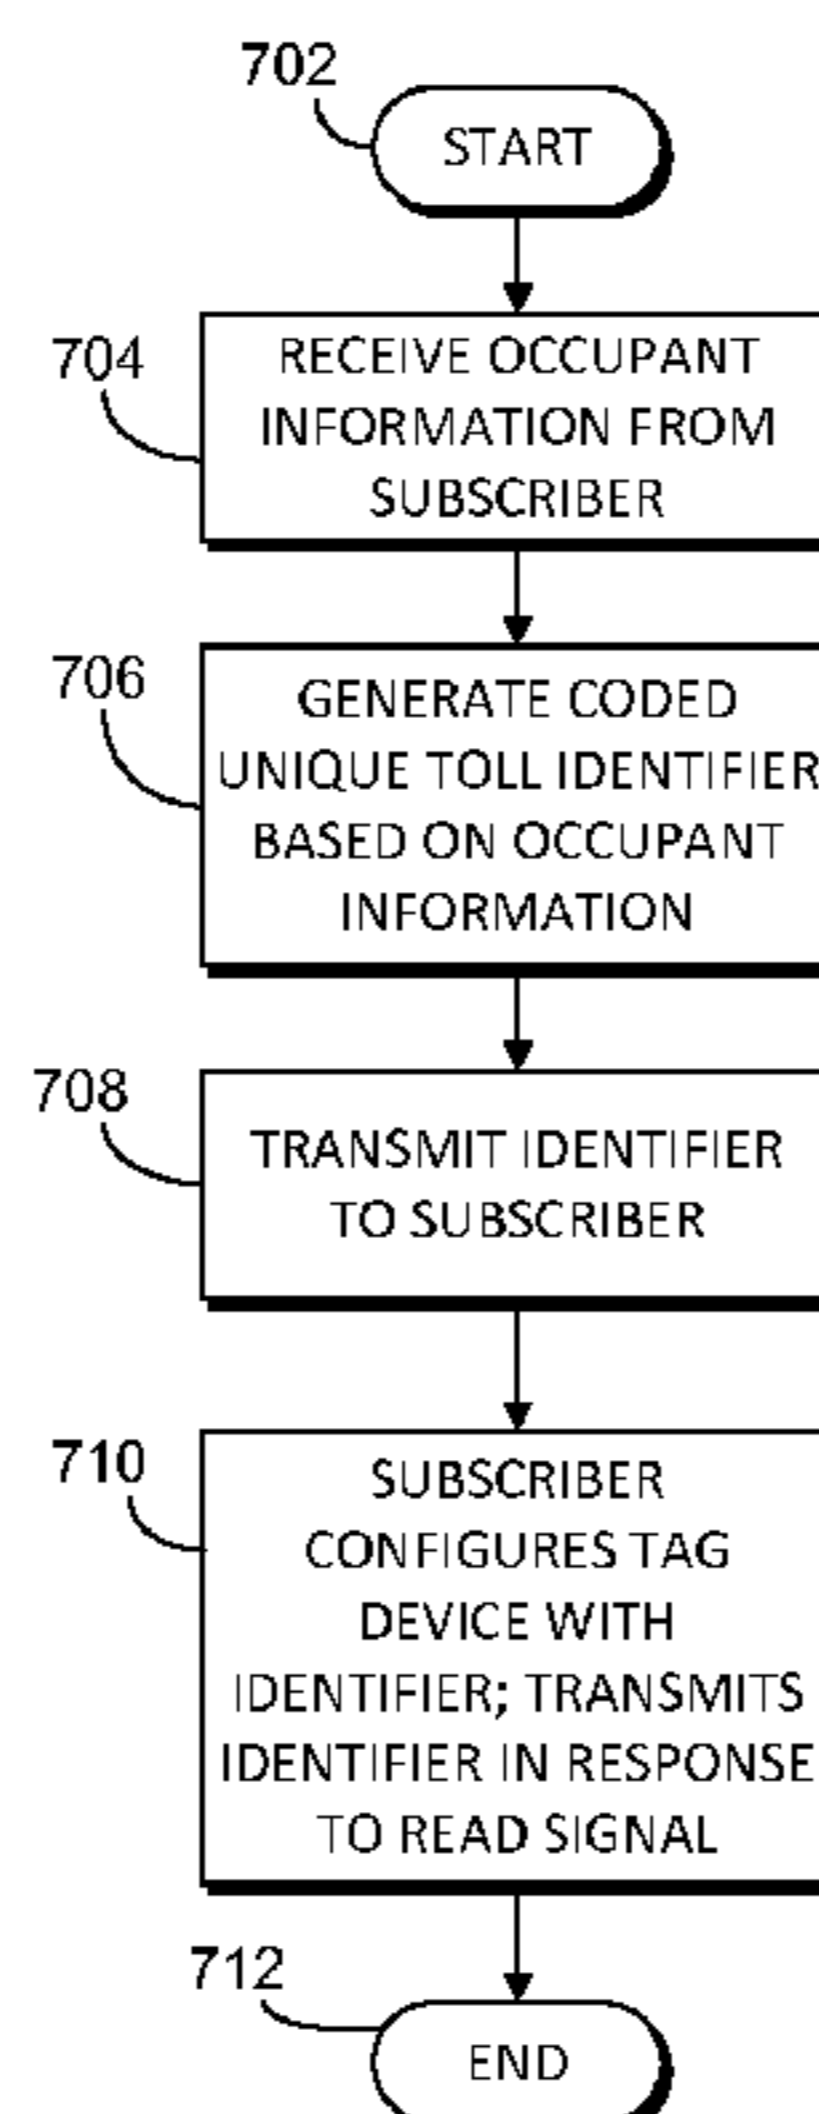 702
START
704
RECEIVE OCCUPANT
INFORMATION FROM
SUBSCRIBER
706
GENERATE CODED
UNIQUE TOLL IDENTIFIER
BASED ON OCCUPANT
INFORMATION
708
TRANSMIT IDENTIFIER
TO SUBSCRIBER
710
SUBSCRIBER
CONFIGURES TAG
DEVICE WITH
IDENTIFIER; TRANSMITS
IDENTIFIER IN RESPONSE
TO READ SIGNAL
712
END